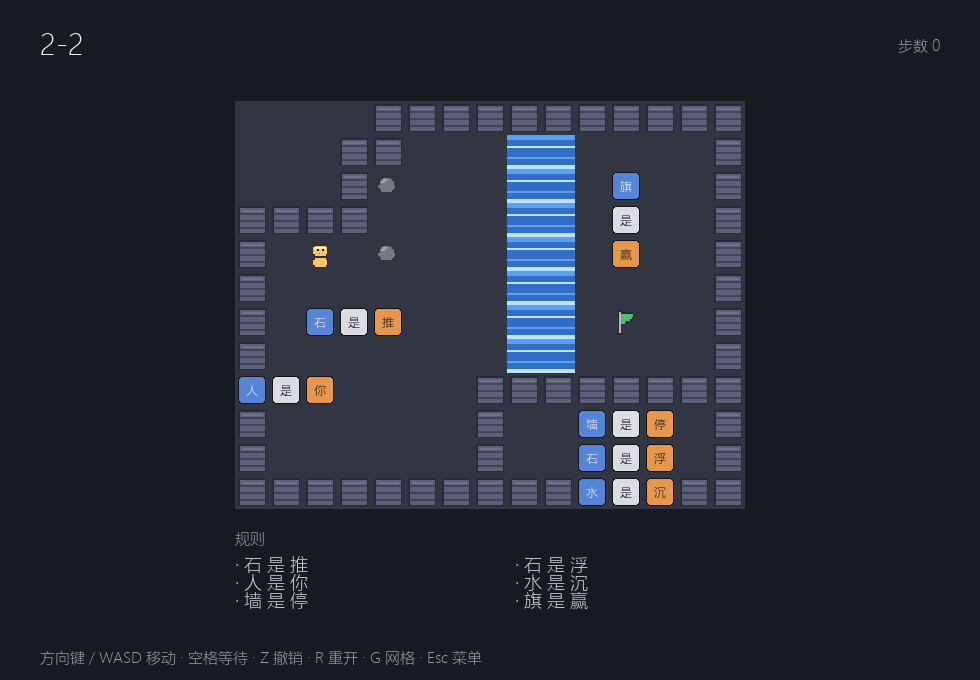 2-2
步数 0
旗
是
赢
石 是 推
人 是 你
墙 是 停
石 是 浮
水 是 沉
规则
· 石 是 推
· 人 是 你
· 墙 是 停
· 石 是 浮
· 水 是 沉
· 旗 是 赢
方向键 / WASD 移动 · 空格等待 · Z 撤销 · R 重开 · G 网格 · Esc 菜单